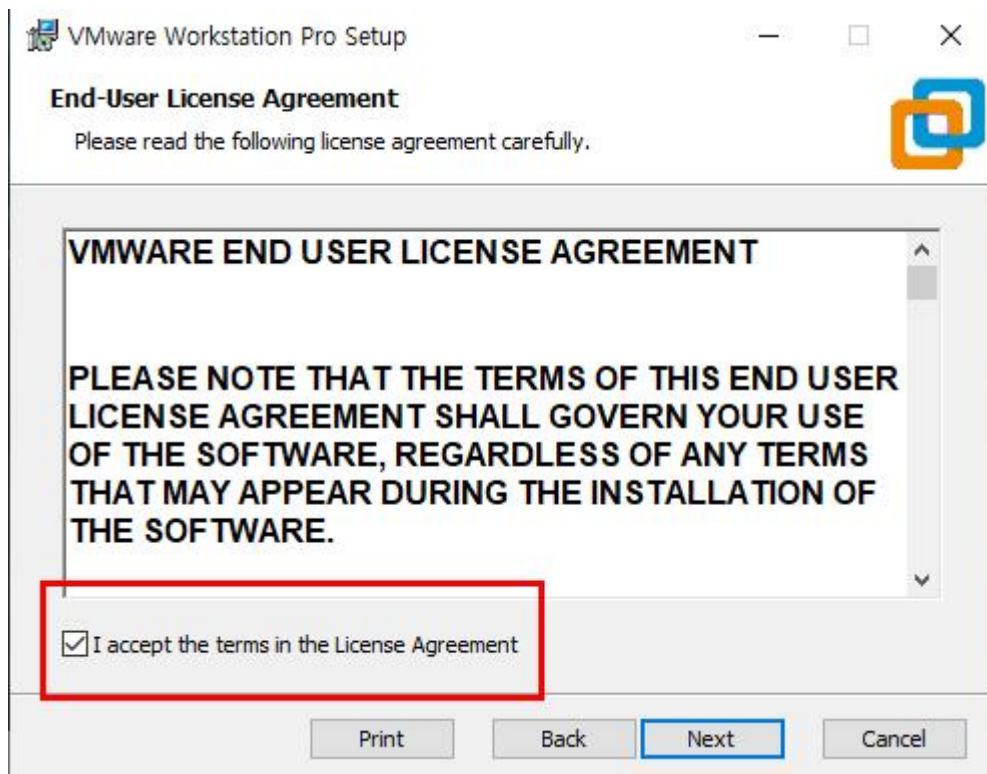 VMware Workstation Pro Setup
End-User License Agreement
Please read the following license agreement carefully.
VMWARE END USER LICENSE AGREEMENT
PLEASE NOTE THAT THE TERMS OF THIS END USER
LICENSE AGREEMENT SHALL GOVERN YOUR USE
OF THE SOFTWARE, REGARDLESS OF ANY TERMS
THAT MAY APPEAR DURING THE INSTALLATION OF
THE SOFTWARE.
I accept the terms in the License Agreement
Print Back Next Cancel